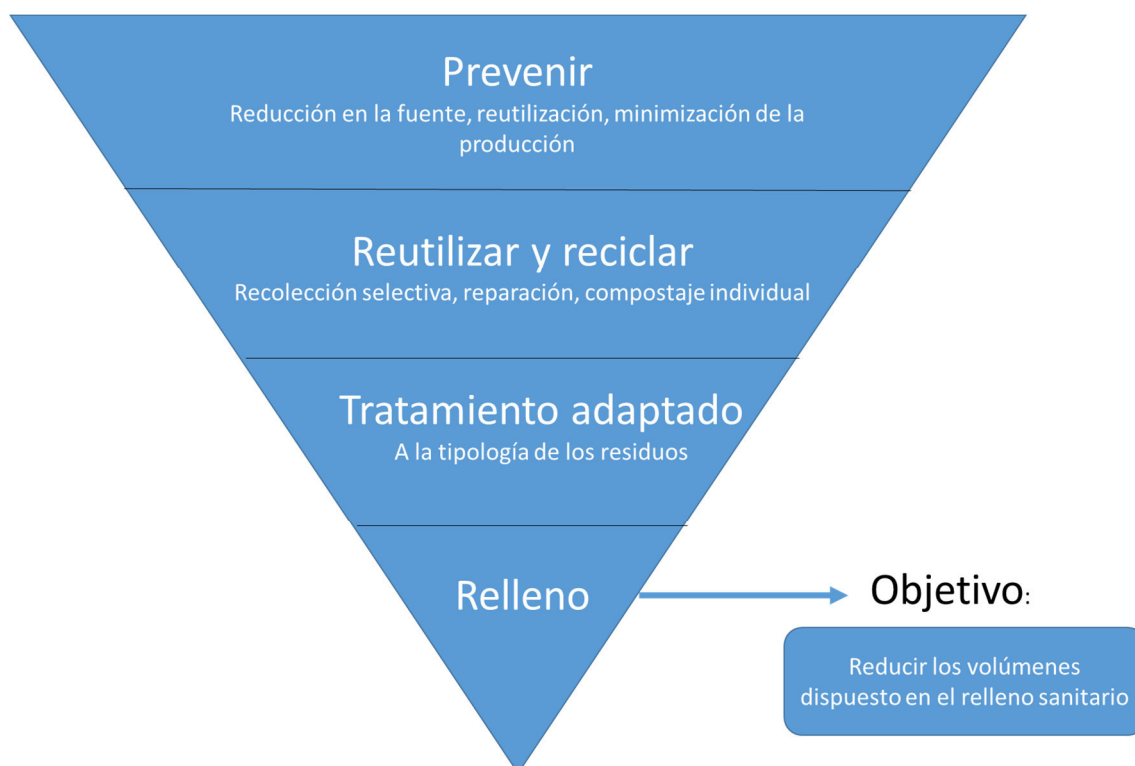 Prevenir
Reducción en la fuente, reutilización, minimización de la
producción
Reutilizar y reciclar
Recolección selectiva, reparación, compostaje individual
Tratamiento adaptado
A la tipología de los residuos
Relleno
Objetivo:
Reducir los volúmenes
dispuesto en el relleno sanitario